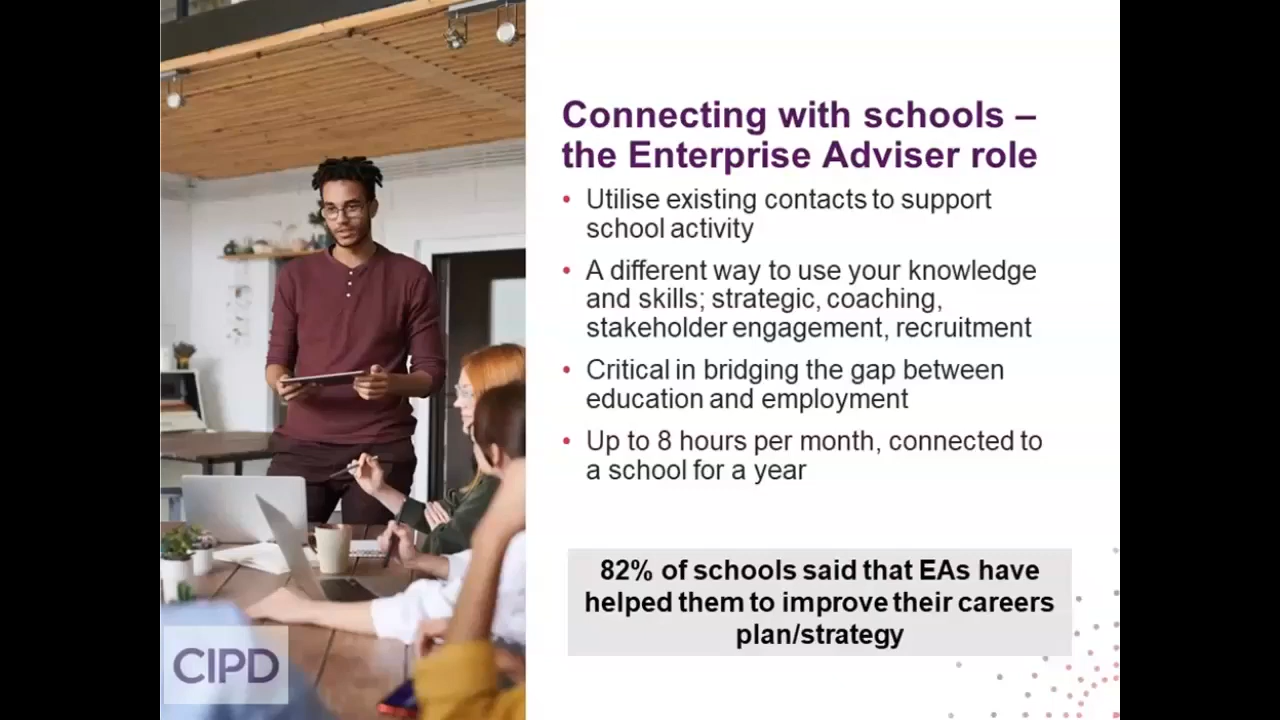 Connecting with schools –
the Enterprise Adviser role
• Utilise existing contacts to support
school activity
• A different way to use your knowledge
and skills; strategic, coaching,
stakeholder engagement, recruitment
• Critical in bridging the gap between
education and employment
• Up to 8 hours per month, connected to
a school for a year
82% of schools said that EAs have
helped them to improve their careers
plan/strategy
CIPD